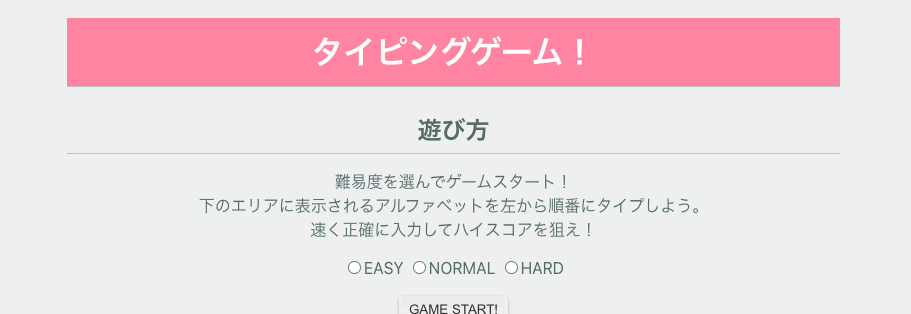 タイピングゲーム！
遊び方
難易度を選んでゲームスタート！
下のエリアに表示されるアルファベットを左から順番にタイプしよう。
速く正確に入力してハイスコアを狙え！
EASY NORMAL HARD
GAME START!